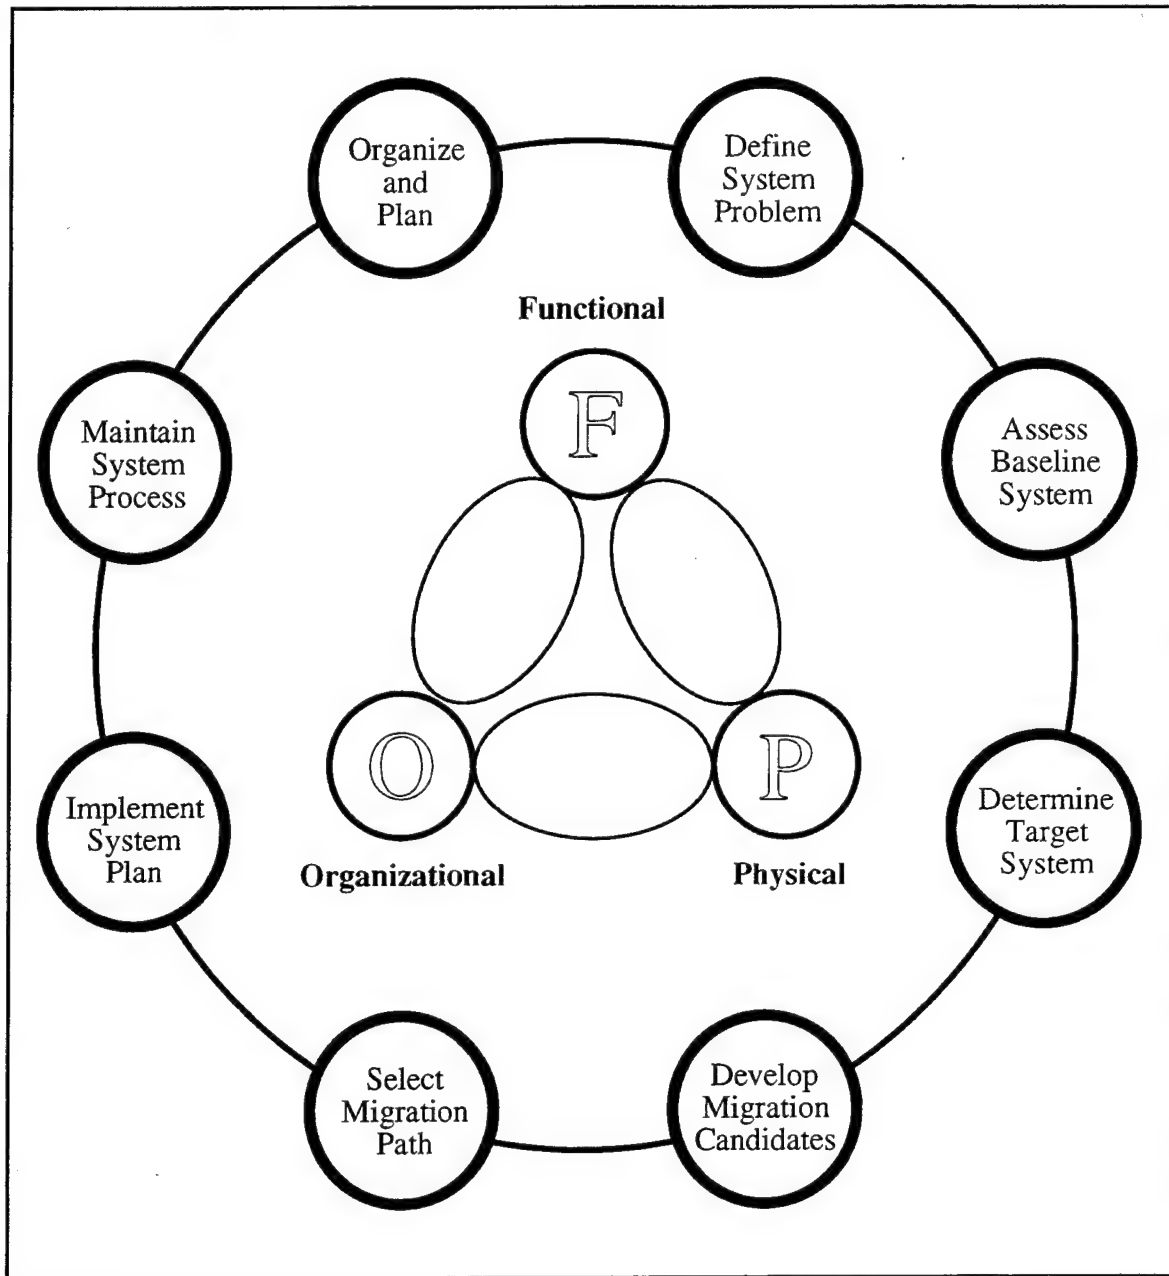 Organize
and
Plan
Define
System
Problem
Functional
F
Maintain
System
Process
Assess
Baseline
System
O
P
Implement
System
Plan
Determine
Target
System
Organizational
Physical
Select
Migration
Path
Develop
Migration
Candidates